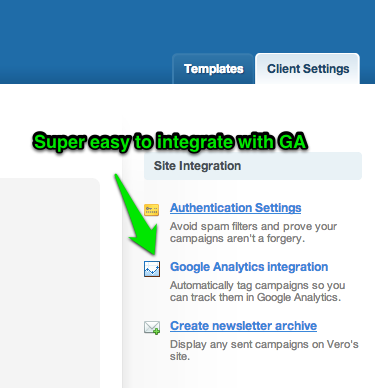 Templates
Client Settings
Super easy to integrate with GA
Site Integration
Authentication Settings
Avoid spam filters and prove your
campaigns aren't a forgery.
Google Analytics integration
Automatically tag campaigns so you
can track them in Google Analytics.
Create newsletter archive
Display any sent campaigns on Vero's
site.